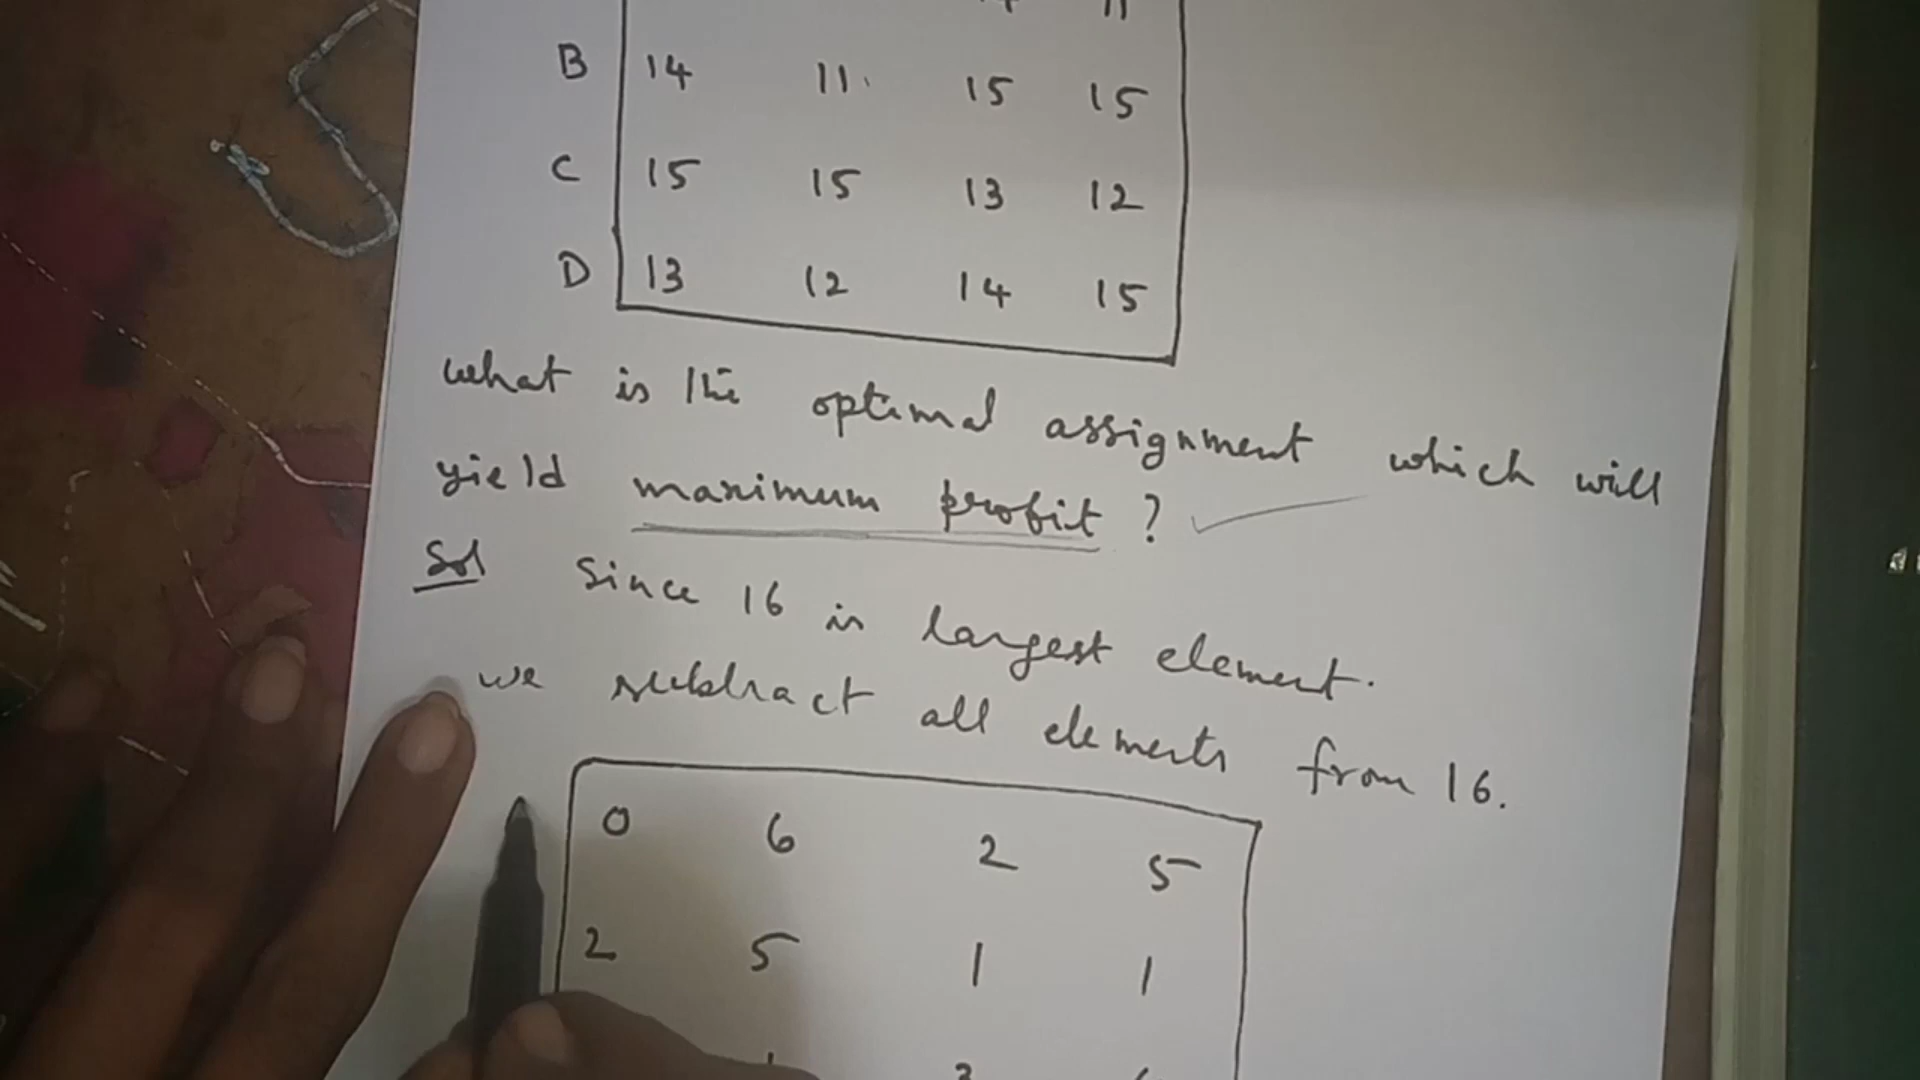 11
B 14 11 15 15
C 15 15 13 12
D 13 12 14 15
what is the optimal assignment which will
yield maximum profit ?
Sol since 16 is largest element.
we subtract all elements from 16.
0 6 2 5
2 5 1 1
3